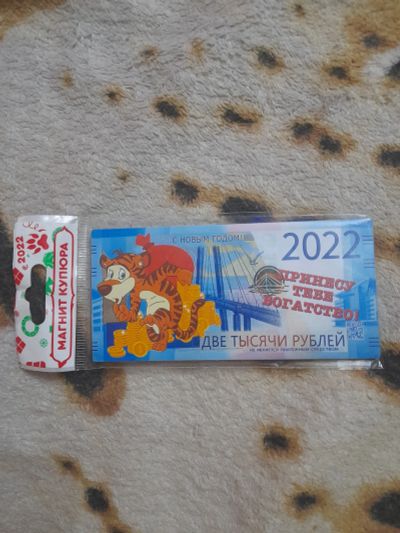 2022
МАГНИТ КУПЮРА
С НОВЫМ ГОДОМ!
2022
ПРИНЕСУ
ТЕБЕ
БОГАТСТВО!
ДВЕ ТЫСЯЧИ РУБЛЕЙ
НЕ ЯВЛЯЕТСЯ ПЛАТЕЖНЫМ СРЕДСТВОМ